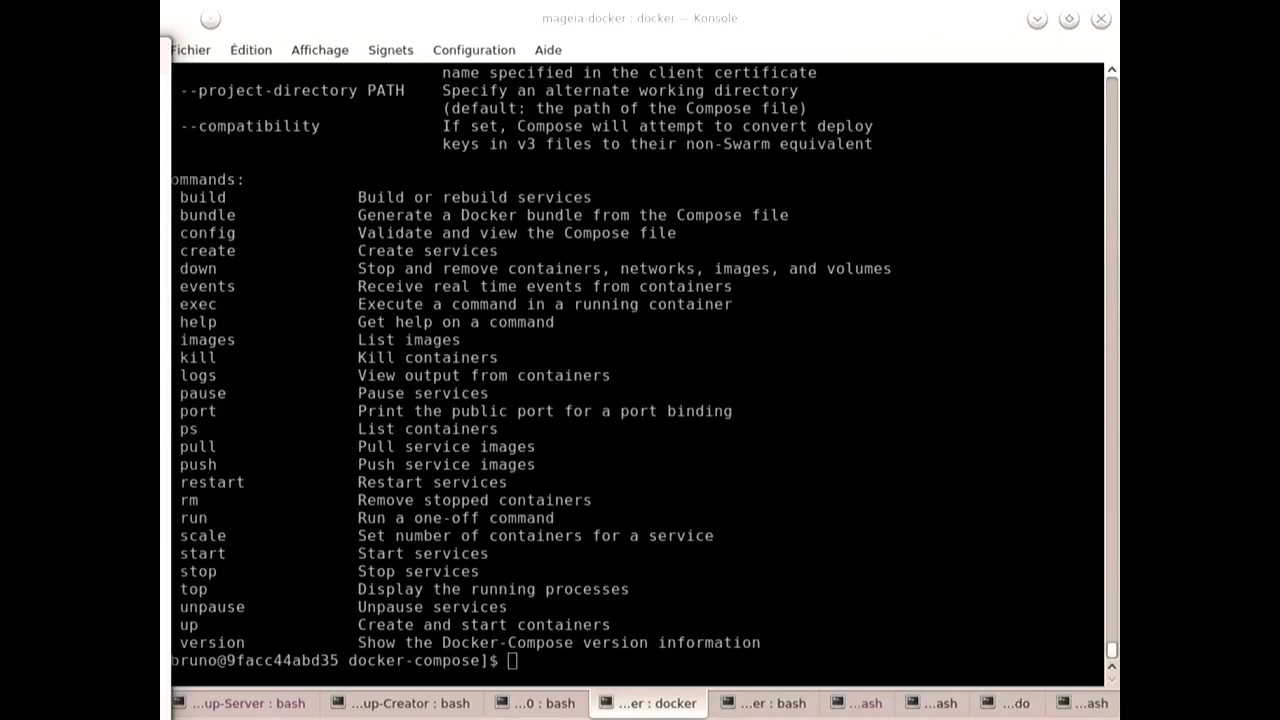 mageia-docker : docker — Konsole
Fichier Édition Affichage Signets Configuration Aide
name specified in the client certificate
--project-directory PATH Specify an alternate working directory
(default: the path of the Compose file)
--compatibility If set, Compose will attempt to convert deploy
keys in v3 files to their non-Swarm equivalent
ommands:
build Build or rebuild services
bundle Generate a Docker bundle from the Compose file
config Validate and view the Compose file
create Create services
down Stop and remove containers, networks, images, and volumes
events Receive real time events from containers
exec Execute a command in a running container
help Get help on a command
images List images
kill Kill containers
logs View output from containers
pause Pause services
port Print the public port for a port binding
ps List containers
pull Pull service images
push Push service images
restart Restart services
rm Remove stopped containers
run Run a one-off command
scale Set number of containers for a service
start Start services
stop Stop services
top Display the running processes
unpause Unpause services
up Create and start containers
version Show the Docker-Compose version information
bruno@9facc44abd35 docker-compose]$
...up-Server : bash ...up-Creator : bash ...0 : bash ...er : docker ...er : bash ...ash ...ash ...do ...ash